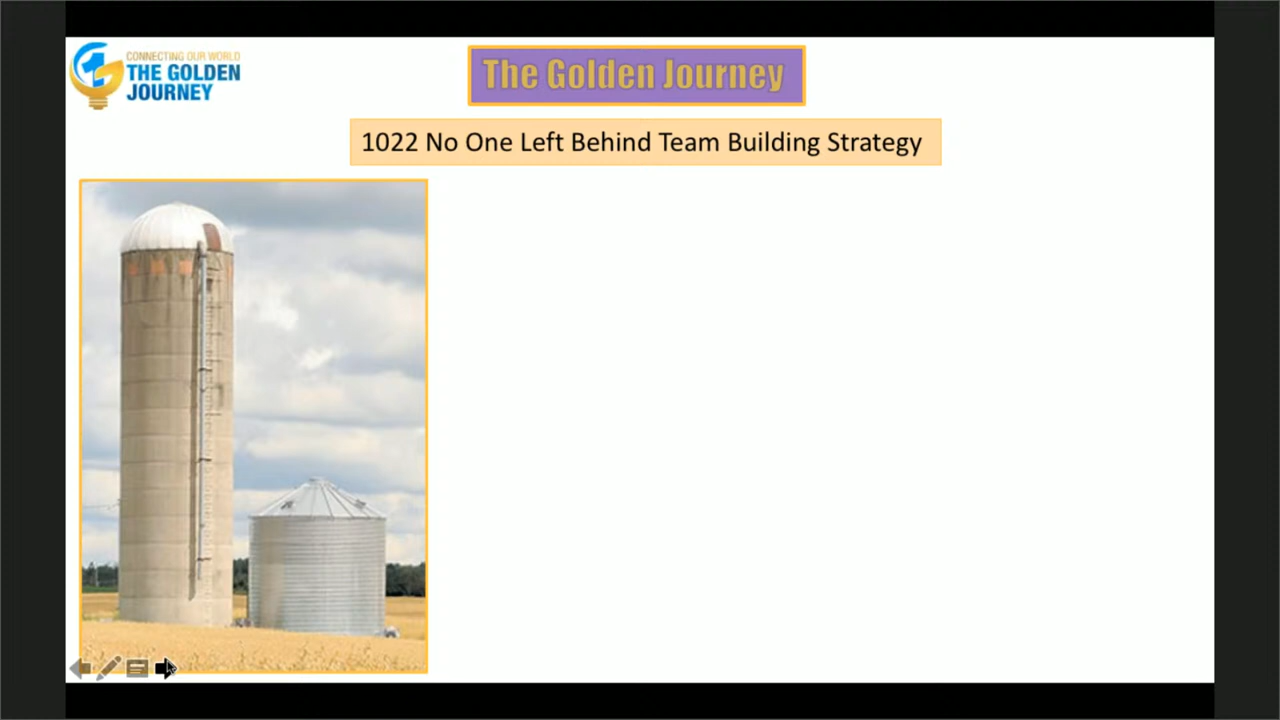 CONNECTING OUR WORLD
THE GOLDEN
JOURNEY
The Golden Journey
1022 No One Left Behind Team Building Strategy